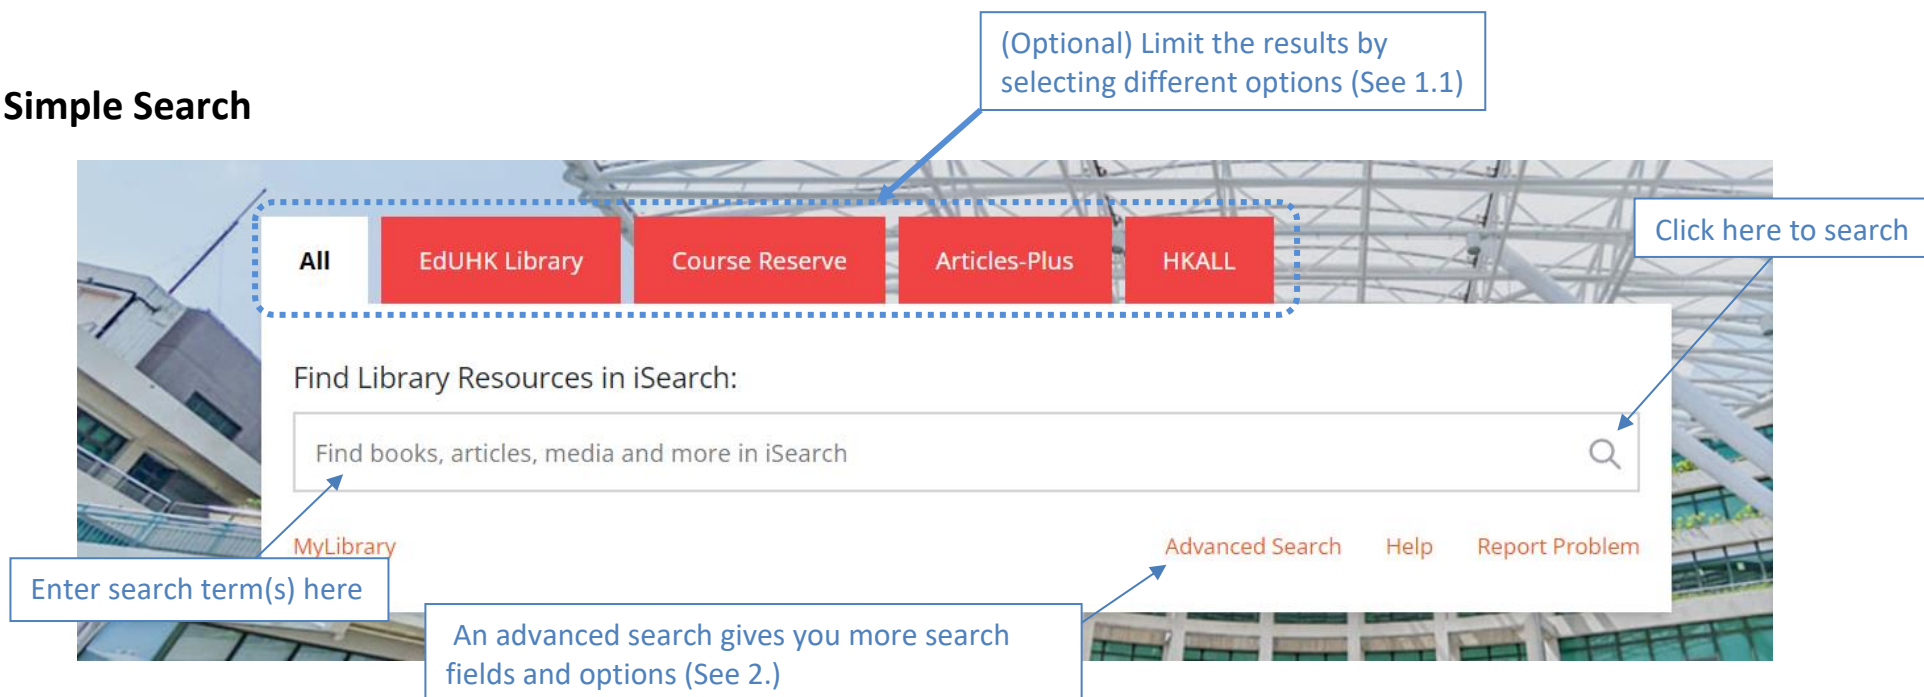 (Optional) Limit the results by
selecting different options (See 1.1)
Simple Search
Click here to search
All EdUHK Library Course Reserve Articles-Plus HKALL
Find Library Resources in iSearch:
Find books, articles, media and more in iSearch
MyLibrary Advanced Search Help Report Problem
Enter search term(s) here
An advanced search gives you more search
fields and options (See 2.)